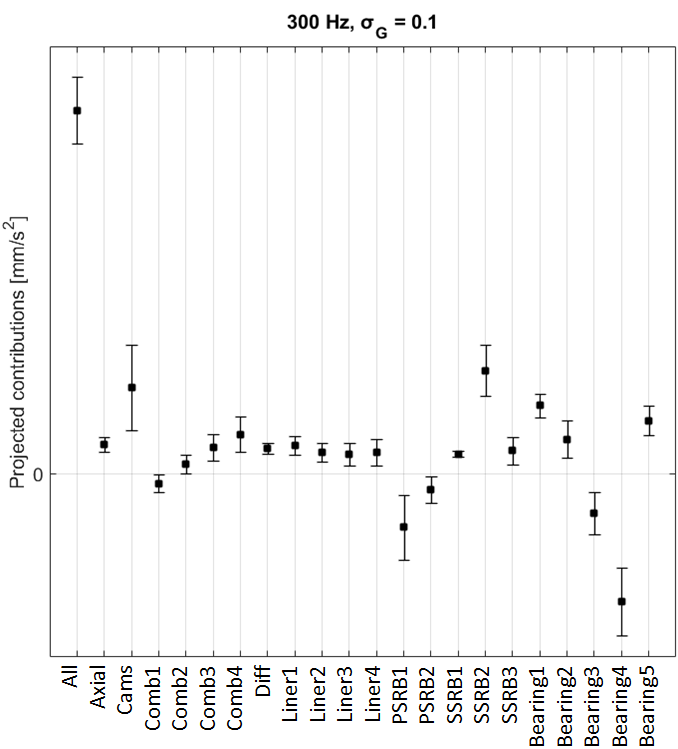 300 Hz, σG = 0.1
Projected contributions [mm/s2]
0
All
Axial
Cams
Comb1
Comb2
Comb3
Comb4
Diff
Liner1
Liner2
Liner3
Liner4
PSRB1
PSRB2
SSRB1
SSRB2
SSRB3
Bearing1
Bearing2
Bearing3
Bearing4
Bearing5